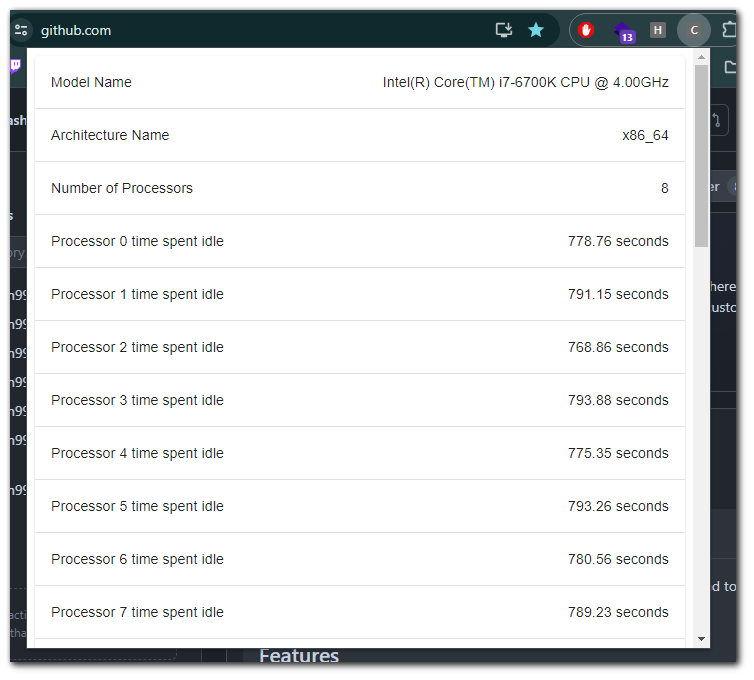 github.com
13
H
C
Model Name Intel(R) Core(TM) i7-6700K CPU @ 4.00GHz
Architecture Name x86_64
Number of Processors 8
Processor 0 time spent idle 778.76 seconds
Processor 1 time spent idle 791.15 seconds
Processor 2 time spent idle 768.86 seconds
Processor 3 time spent idle 793.88 seconds
Processor 4 time spent idle 775.35 seconds
Processor 5 time spent idle 793.26 seconds
Processor 6 time spent idle 780.56 seconds
Processor 7 time spent idle 789.23 seconds
d to
Features